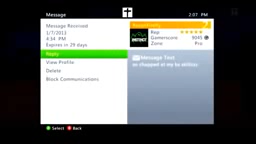 Message
2:07 PM
Message Received
1/7/2013
4:34 PM
Expires in 29 days
Reply
View Profile
Delete
Block Communications
Rep
Gamerscore 9245
Zone Pro
Message Text
Select
Back